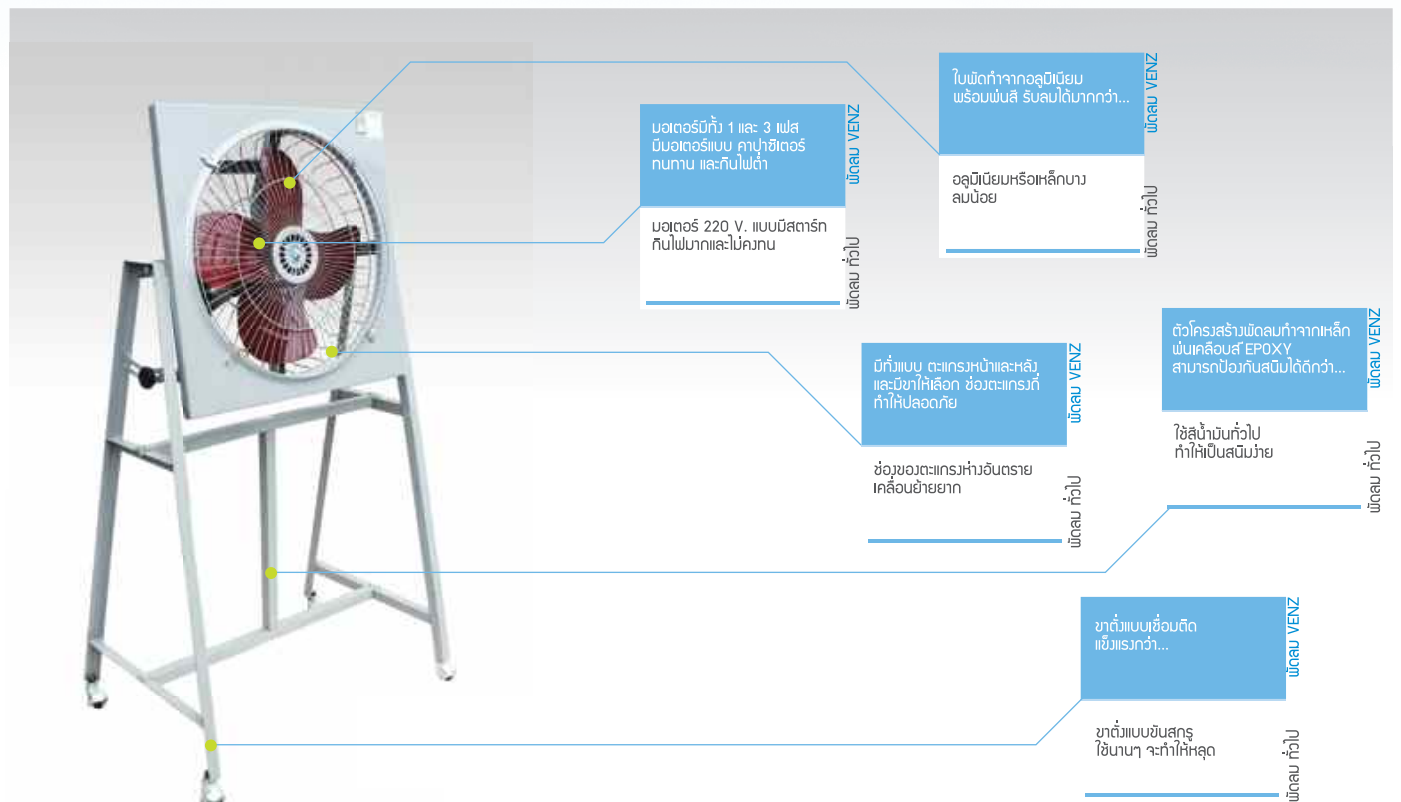 ใบพัดทำจากอลูมิเนียม
พร้อมพ่นสี รับลมได้มากกว่า...
พัดลม VENZ
อลูมิเนียมหรือเหล็กบาง
ลมน้อย
พัดลม ทั่วไป
มอเตอร์มีทั้ง 1 และ 3 เฟส
มีมอเตอร์แบบ คาปาซิเตอร์
ทนทาน และกินไฟต่ำ
พัดลม VENZ
มอเตอร์ 220 V. แบบมีสตาร์ท
กินไฟมากและไม่คงทน
พัดลม ทั่วไป
ตัวโครงสร้างพัดลมทำจากเหล็ก
พ่นเคลือบสี EPOXY
สามารถป้องกันสนิมได้ดีกว่า...
พัดลม VENZ
ใช้สีน้ำมันทั่วไป
ทำให้เป็นสนิมง่าย
พัดลม ทั่วไป
มีทั้งแบบ ตะแกรงหน้าและหลัง
และมีขาให้เลือก ช่องตะแกรงถี่
ทำให้ปลอดภัย
พัดลม VENZ
ช่องของตะแกรงห่างอันตราย
เคลื่อนย้ายยาก
พัดลม ทั่วไป
ขาตั้งแบบเชื่อมติด
แข็งแรงกว่า...
พัดลม VENZ
ขาตั้งแบบขันสกรู
ใช้นานๆ จะทำให้หลุด
พัดลม ทั่วไป